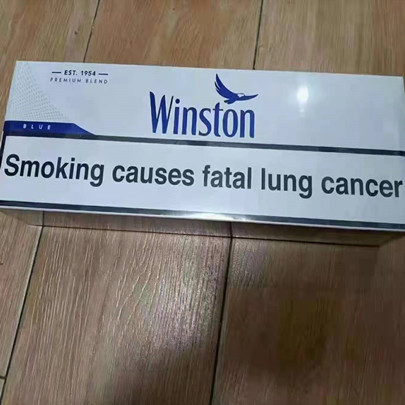 EST. 1954
PREMIUM BLEND
Winston
BLUE
Smoking causes fatal lung cancer